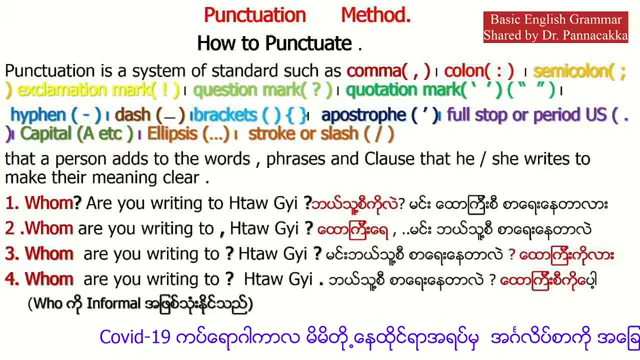 Punctuation Method.
Basic English Grammar
Shared by Dr. Pannacakka
How to Punctuate .
Punctuation is a system of standard such as comma( , ) ၊ colon( : ) ၊ semicolon( ;
) exclamation mark( ! ) ၊ question mark( ? ) ၊ quotation mark( ‘ ’ ) ( “ ” ) ၊
hyphen ( - ) ၊ dash ( — ) ၊ brackets ( ) { } ၊ apostrophe ( ’ ) ၊ full stop or period US ( .
)၊ Capital (A etc ) ၊ Ellipsis (...) ၊ stroke or slash ( / )
that a person adds to the words , phrases and Clause that he / she writes to
make their meaning clear .
1. Whom? Are you writing to Htaw Gyi ?ဘယ်သူ့စီကိုလဲ? မင်း ထောကြီးစီ စာရေးနေတာလား
2 .Whom are you writing to , Htaw Gyi ? ထောကြီးရေ , ..မင်း ဘယ်သူ့စီ စာရေးနေတာလဲ
3. Whom are you writing to ? Htaw Gyi ? မင်းဘယ်သူ့စီ စာရေးနေတာလဲ ? ထောကြီးကိုလား
4. Whom are you writing to ? Htaw Gyi . ဘယ်သူ့စီ စာရေးနေတာလဲ ? ထောကြီးစီကိုပေါ့
(Who ကို Informal အဖြစ်သုံးနိုင်သည်)
Covid-19 ကပ်ရောဂါကာလ မိမိတို့နေထိုင်ရာအရပ်မှ အင်္ဂလိပ်စာကို အခြေ